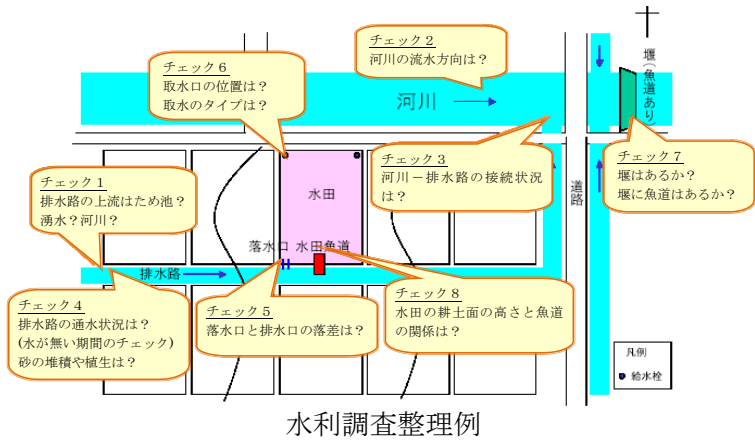 チェック2
河川の流水方向は?
チェック6
取水口の位置は?
取水のタイプは?
河川
堰(魚道あり)
チェック3
河川－排水路の接続状況
は?
チェック7
堰はあるか?
堰に魚道はあるか?
チェック1
排水路の上流はため池?
湧水?河川?
水田
道路
落水口 水田魚道
排水路
チェック4
排水路の通水状況は?
(水が無い期間のチェック)
砂の堆積や植生は?
チェック5
落水口と排水口の落差は?
チェック8
水田の耕土面の高さと魚道
の関係は?
凡例
給水栓
水利調査整理例